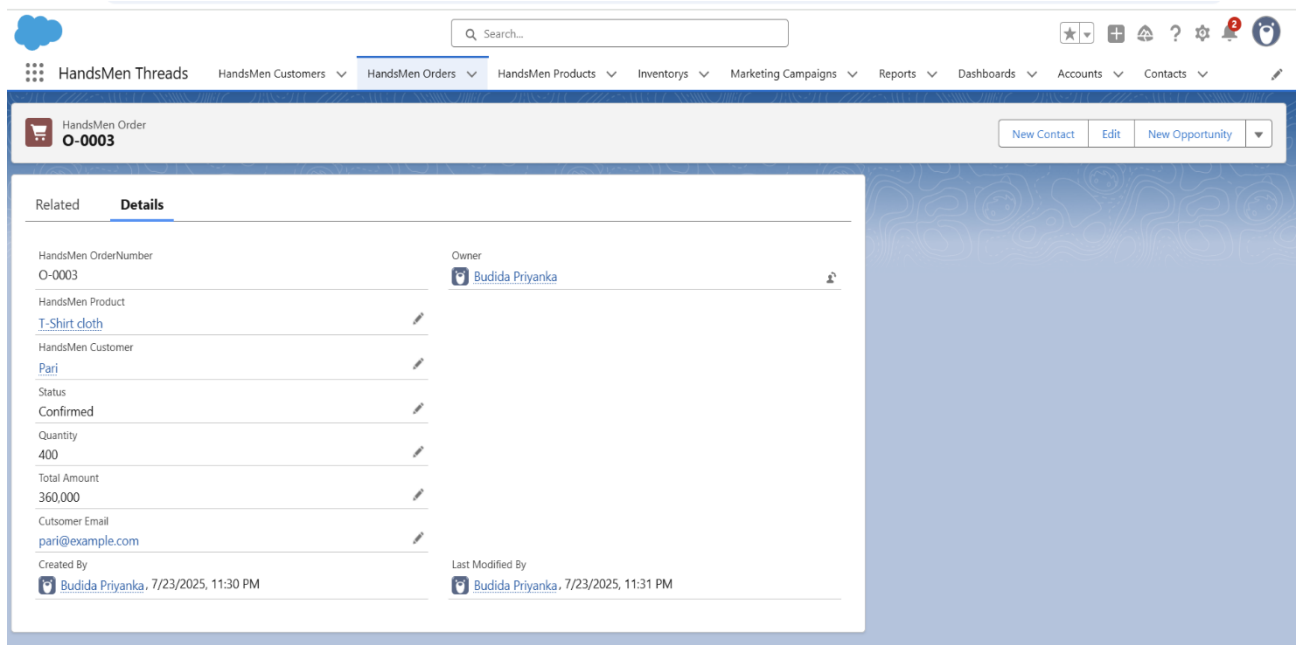 Search...
2
HandsMen Threads HandsMen Customers HandsMen Orders HandsMen Products Inventorys Marketing Campaigns Reports Dashboards Accounts Contacts
HandsMen Order
O-0003
New Contact Edit New Opportunity
Related Details
HandsMen OrderNumber
O-0003
Owner
Budida Priyanka
HandsMen Product
T-Shirt cloth
HandsMen Customer
Pari
Status
Confirmed
Quantity
400
Total Amount
360,000
Cutsomer Email
pari@example.com
Created By
Budida Priyanka, 7/23/2025, 11:30 PM
Last Modified By
Budida Priyanka, 7/23/2025, 11:31 PM